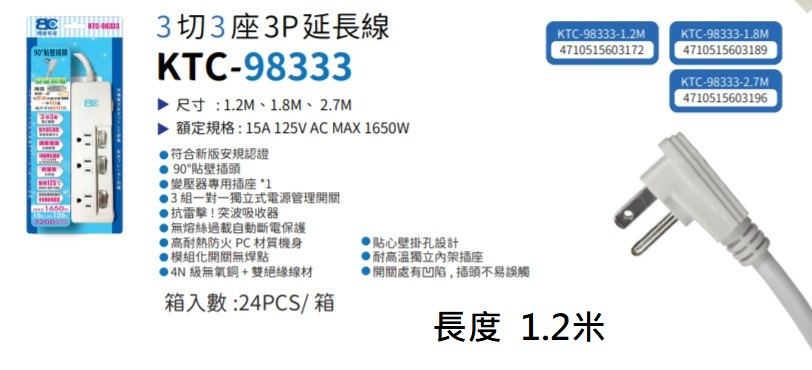 KTC-98333
90°貼壁插頭
3切3座
3切3座3P延長線
KTC-98333
尺寸 : 1.2M、1.8M、 2.7M
額定規格 : 15A 125V AC MAX 1650W
符合新版安規認證
90°貼壁插頭
變壓器專用插座 *1
3 組一對一獨立式電源管理開關
抗雷擊！突波吸收器
無熔絲過載自動斷電保護
高耐熱防火 PC 材質機身
模組化開關無焊點
4N 級無氧銅 + 雙絕緣線材
貼心壁掛孔設計
耐高溫獨立內架插座
開關處有凹陷 , 插頭不易誤觸
箱入數 :24PCS/ 箱
KTC-98333-1.2M
4710515603172
KTC-98333-1.8M
4710515603189
KTC-98333-2.7M
4710515603196
長度 1.2米